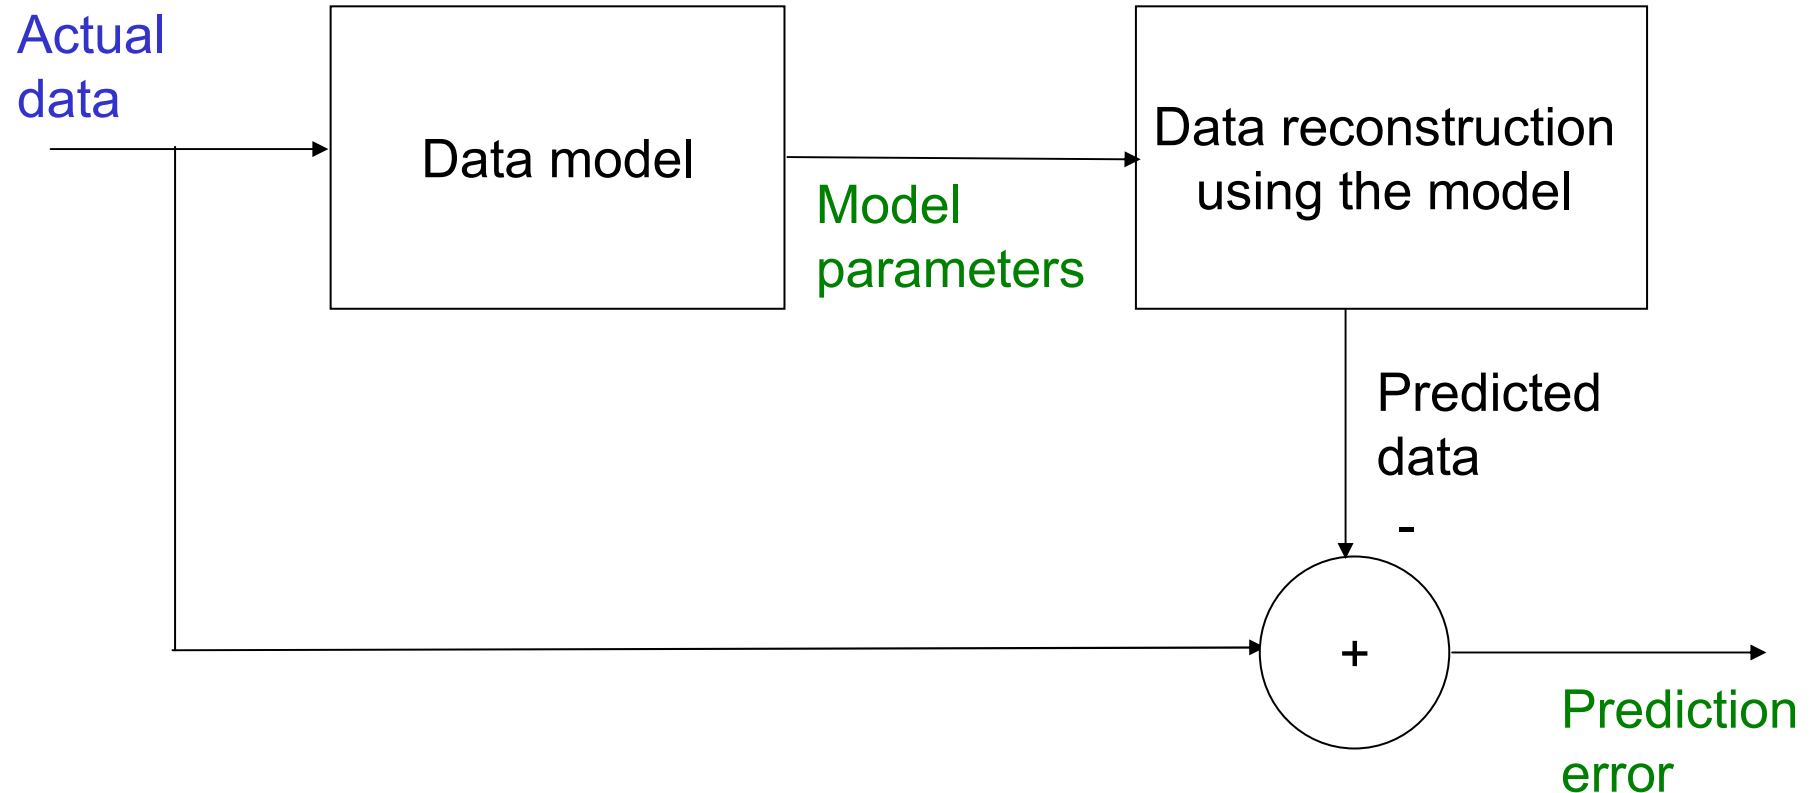 Actual
data
Data model
Model
parameters
Data reconstruction
using the model
Predicted
data
-
+
Prediction
error